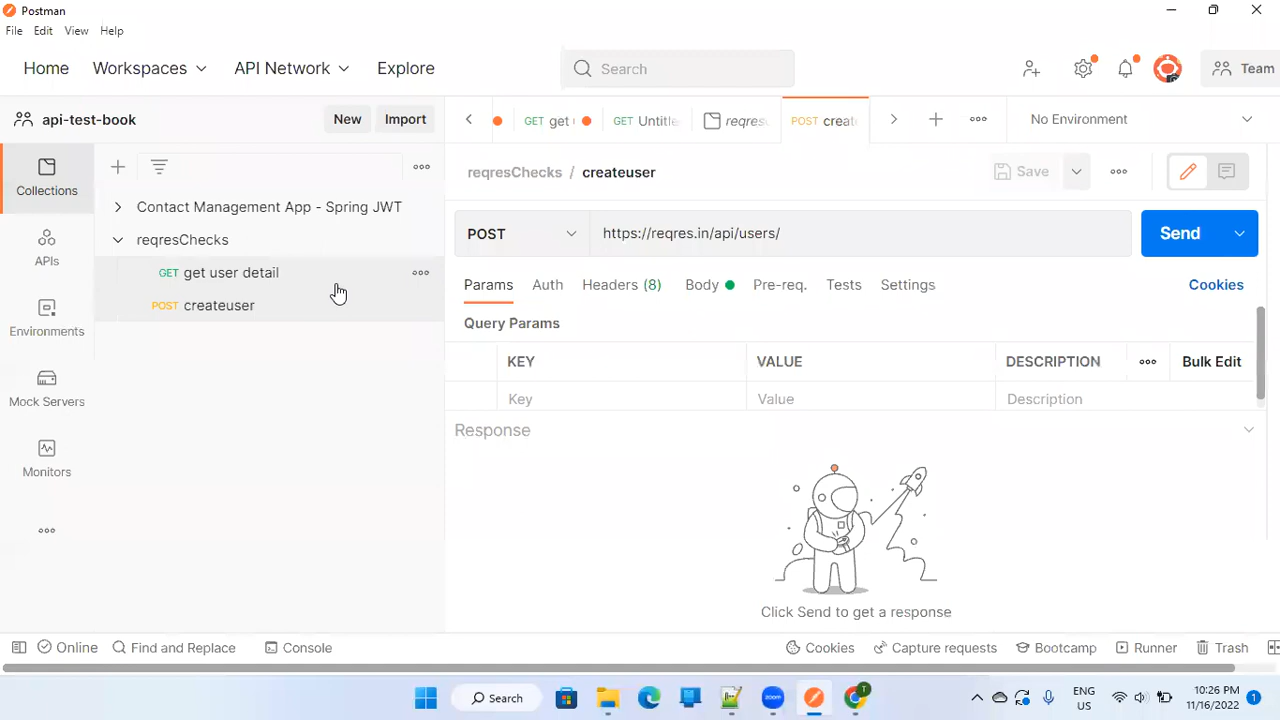 Postman
File Edit View Help
Home Workspaces API Network Explore Search Team
api-test-book New Import
GET get GET Untitle reqres POST creat No Environment
Collections
APIs
Environments
Mock Servers
Monitors
Contact Management App - Spring JWT
reqresChecks
GET get user detail
POST createuser
reqresChecks / createuser Save
POST https://reqres.in/api/users/ Send
Params Auth Headers (8) Body Pre-req. Tests Settings Cookies
Query Params
KEY VALUE DESCRIPTION Bulk Edit
Key Value Description
Response
Click Send to get a response
Online Find and Replace Console Cookies Capture requests Bootcamp Runner Trash
Search zoom T ENG US 10:26 PM 11/16/2022 1